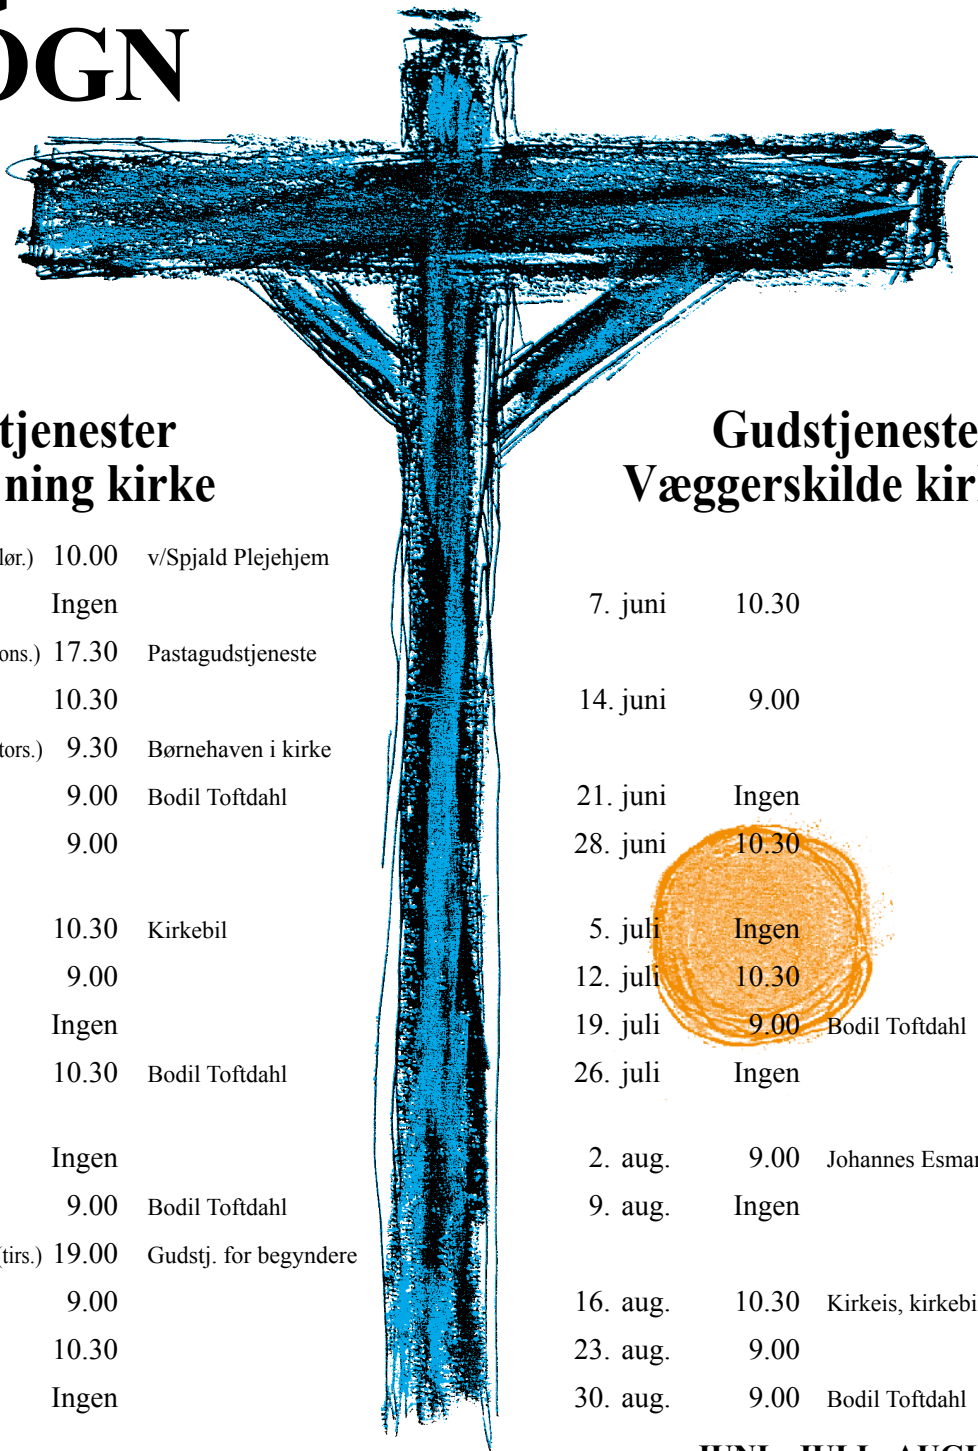 OGN
tjenester
ning kirke
lør.) 10.00 v/Spjald Plejehjem
Ingen
ons.) 17.30 Pastagudstjeneste
10.30
tors.) 9.30 Børnehaven i kirke
9.00 Bodil Toftdahl
9.00
10.30 Kirkebil
9.00
Ingen
10.30 Bodil Toftdahl
Ingen
9.00 Bodil Toftdahl
(tirs.) 19.00 Gudstj. for begyndere
9.00
10.30
Ingen
Gudstjeneste
Væggerskilde kir
7. juni 10.30
14. juni 9.00
21. juni Ingen
28. juni 10.30
5. juli Ingen
12. juli 10.30
19. juli 9.00 Bodil Toftdahl
26. juli Ingen
2. aug. 9.00 Johannes Esmar
9. aug. Ingen
16. aug. 10.30 Kirkeis, kirkebi
23. aug. 9.00
30. aug. 9.00 Bodil Toftdahl